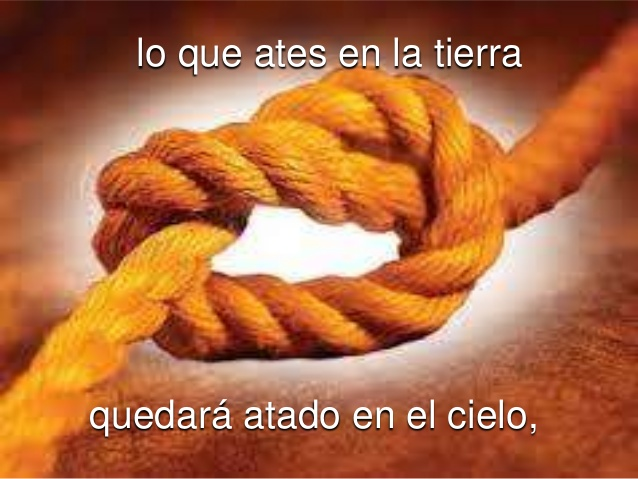 lo que ates en la tierra
quedará atado en el cielo,